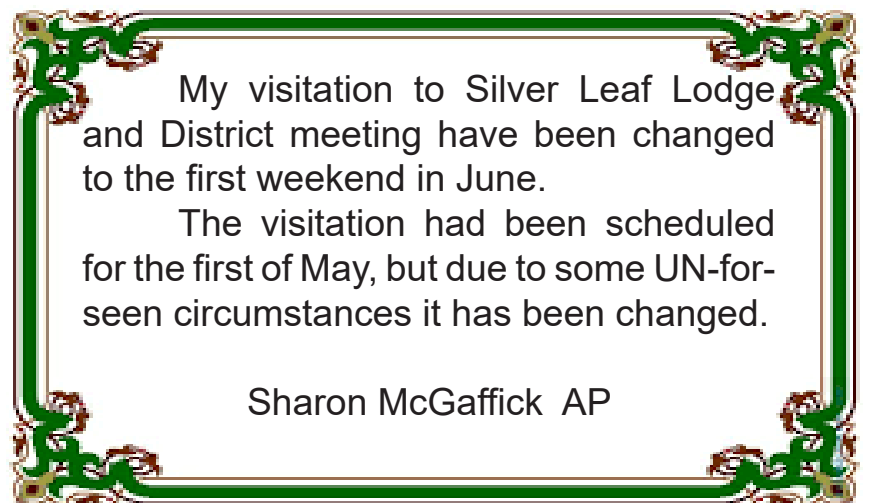 My visitation to Silver Leaf Lodge
and District meeting have been changed
to the first weekend in June.
The visitation had been scheduled
for the first of May, but due to some UN-for-
seen circumstances it has been changed.
Sharon McGaffick  AP